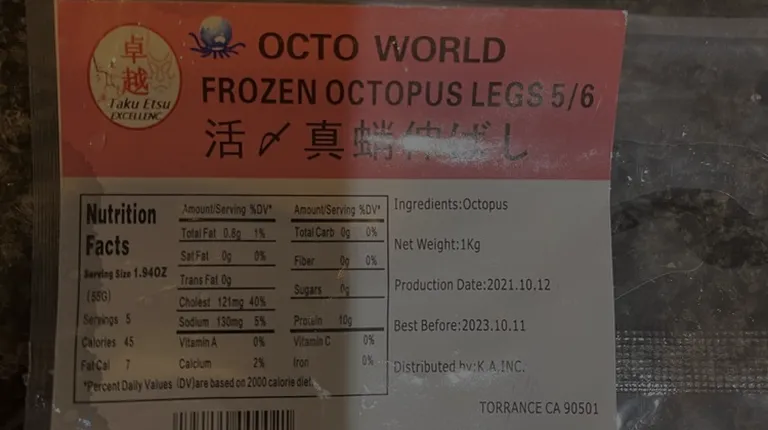 卓越
Taku Etsu
EXCELLENC
OCTO WORLD
FROZEN OCTOPUS LEGS 5/6
活〆真蛸伸ばし
Nutrition
Facts
Serving Size 1.94OZ
(55G)
Servings 5
Calories 45
Fat Cal 7
Amount/Serving %DV*
Total Fat 0.8g 1%
Sat Fat 0g 0%
Trans Fat 0g
Cholest 121mg 40%
Sodium 130mg 5%
Vitamin A 0%
Calcium 2%
Amount/Serving %DV*
Total Carb 0g 0%
Fiber 0g 0%
Sugars 0g
Protein 10g
Vitamin C 0%
Iron 0%
*Percent Daily Values (DV)are based on 2000 calorie diet.
Ingredients:Octopus
Net Weight:1Kg
Production Date:2021.10.12
Best Before:2023.10.11
Distributed by:K.A.INC.
TORRANCE CA 90501